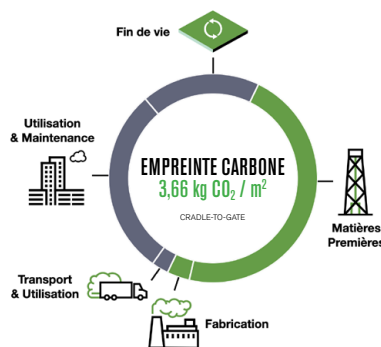 Fin de vie
Utilisation
& Maintenance
EMPREINTE CARBONE
3,66 kg CO₂ / m²
CRADLE-TO-GATE
Matières
Premières
Transport
& Utilisation
Fabrication